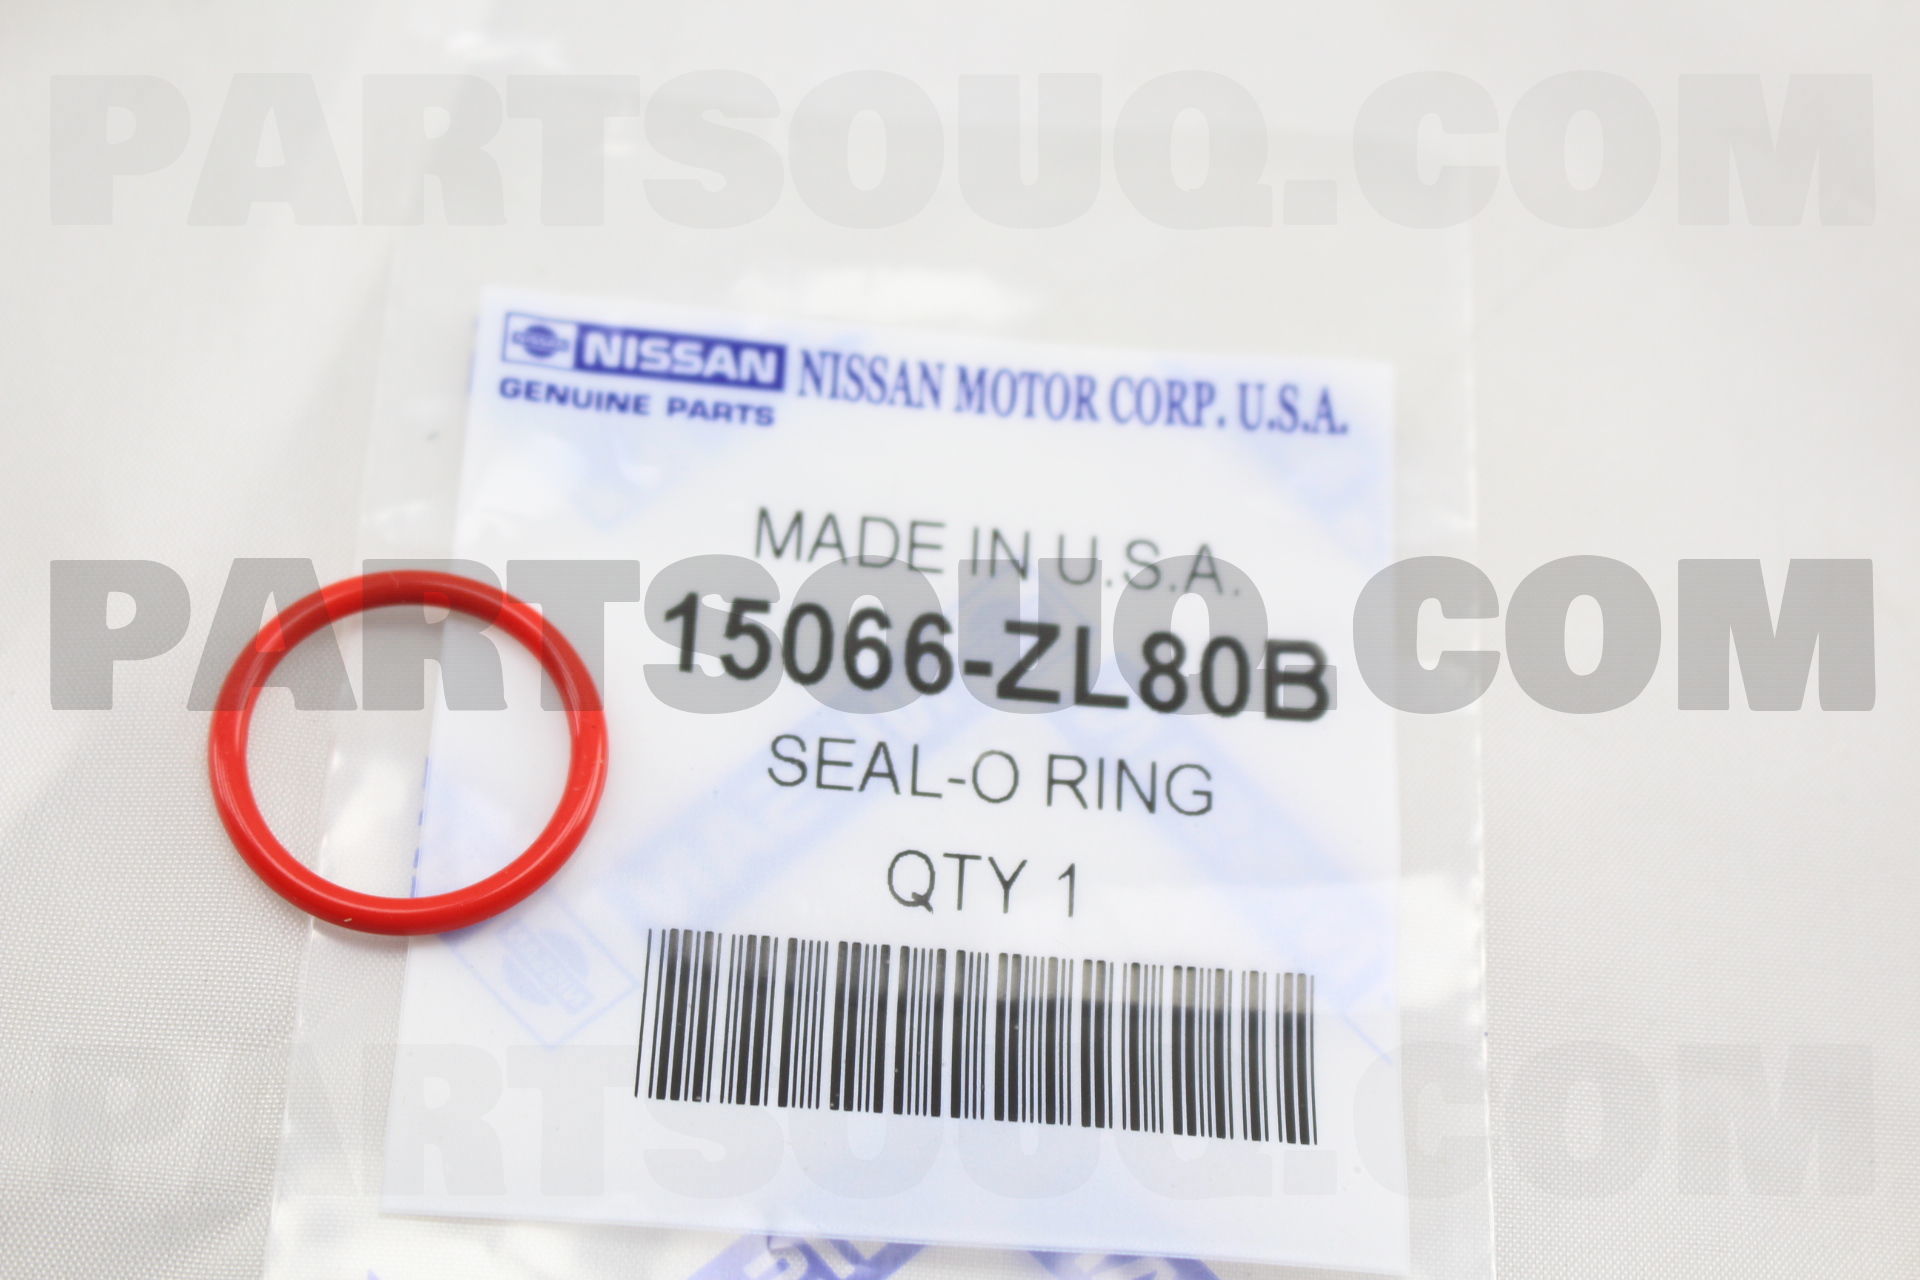 PARTSOUQ.COM
NISSAN NISSAN MOTOR CORP. U.S.A.
GENUINE PARTS
MADE IN U.S.A.
PARTSOUQ.COM
15066-ZL80B
SEAL-O RING
QTY 1
PARTSOUQ.COM